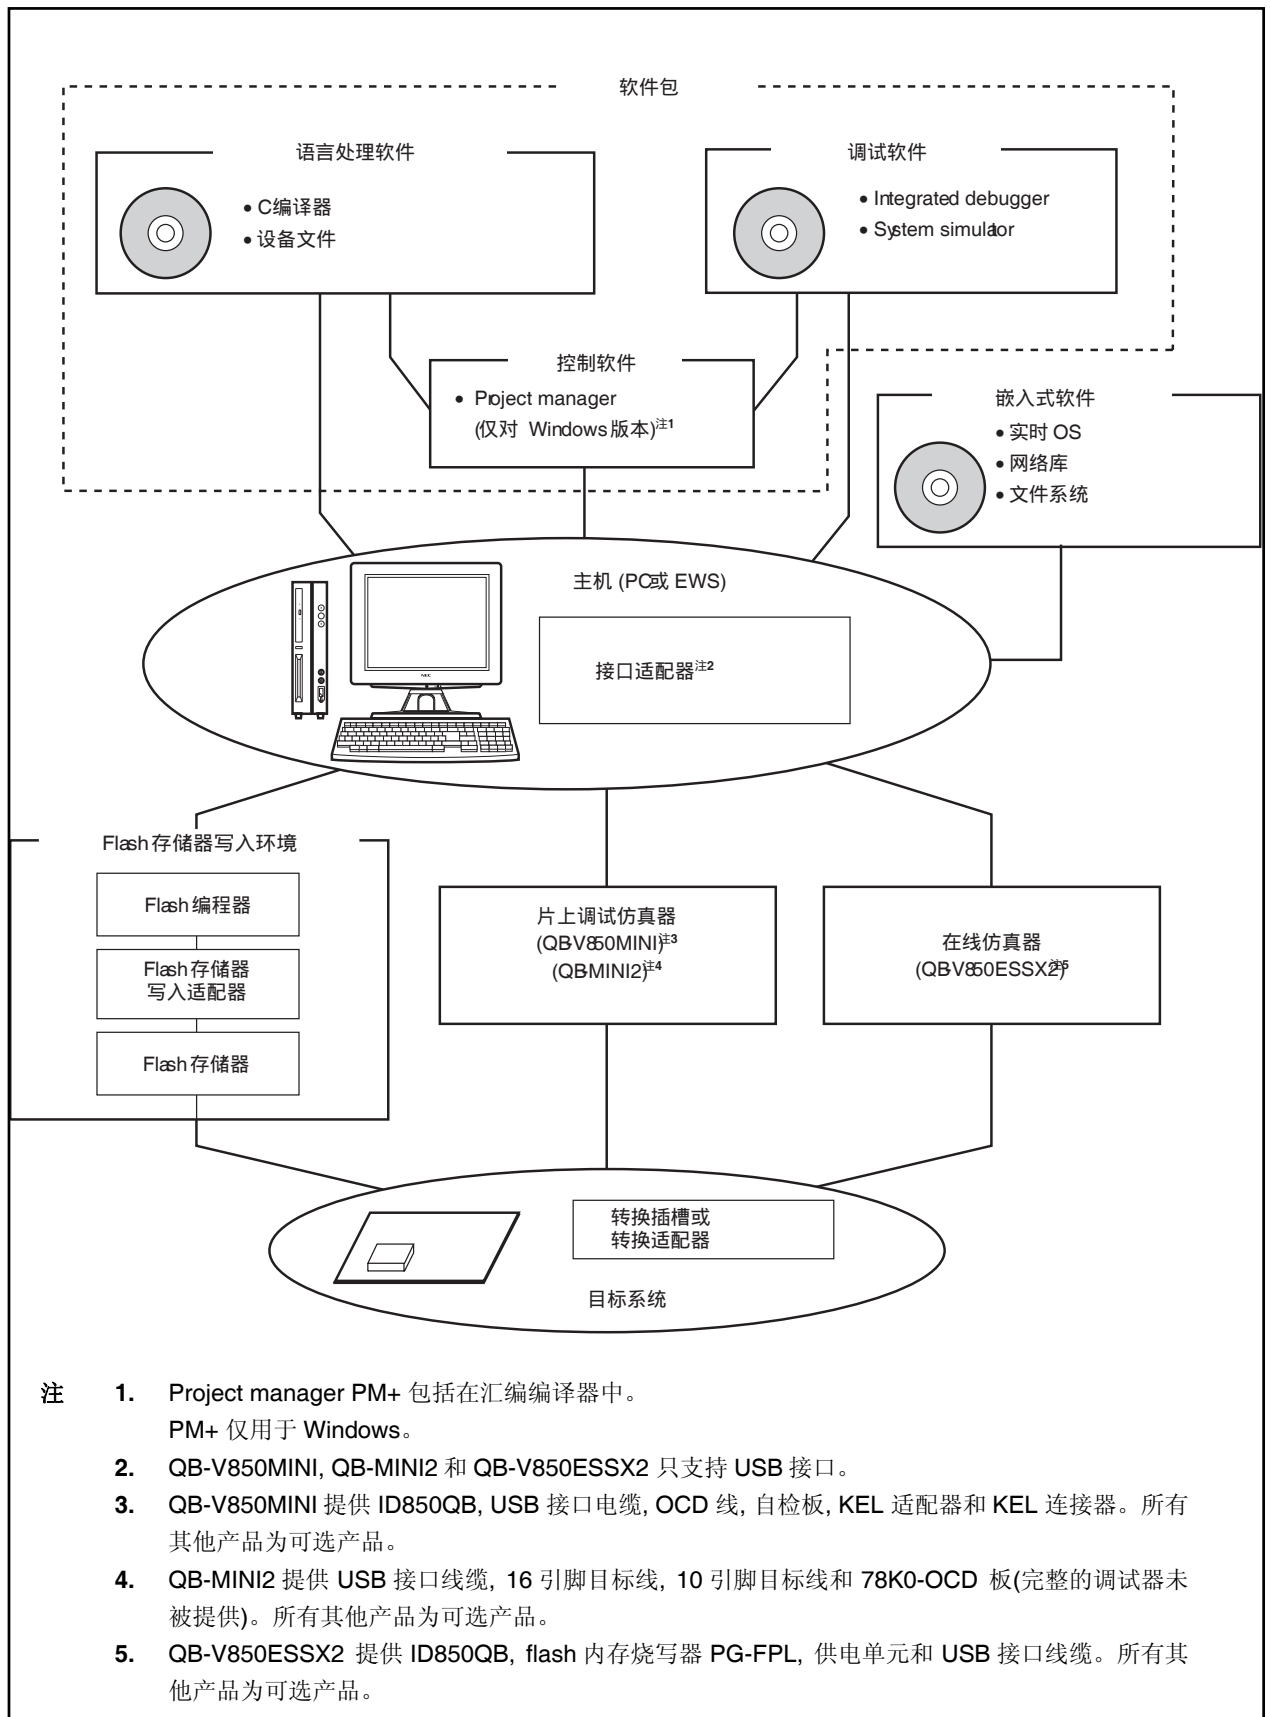 软件包
语言处理软件
• C编译器
• 设备文件
调试软件
• Integrated debugger
• System simulator
控制软件
• Project manager
(仅对 Windows版本)注1
嵌入式软件
• 实时 OS
• 网络库
• 文件系统
主机 (PC或 EWS)
NEC
接口适配器注2
Flash存储器写入环境
Flash编程器
Flash存储器
写入适配器
Flash存储器
片上调试仿真器
(QB-V850MINI)注3
(QB-MINI2)注4
在线仿真器
(QB-V850ESSX2)注5
转换插槽或
转换适配器
目标系统
注 1. Project manager PM+ 包括在汇编编译器中。
PM+ 仅用于 Windows。
2. QB-V850MINI, QB-MINI2 和 QB-V850ESSX2 只支持 USB 接口。
3. QB-V850MINI 提供 ID850QB, USB 接口电缆, OCD 线, 自检板, KEL 适配器和 KEL 连接器。所有
其他产品为可选产品。
4. QB-MINI2 提供 USB 接口线缆, 16 引脚目标线, 10 引脚目标线和 78K0-OCD 板(完整的调试器未
被提供)。所有其他产品为可选产品。
5. QB-V850ESSX2 提供 ID850QB, flash 内存烧写器 PG-FPL, 供电单元和 USB 接口线缆。所有其
他产品为可选产品。